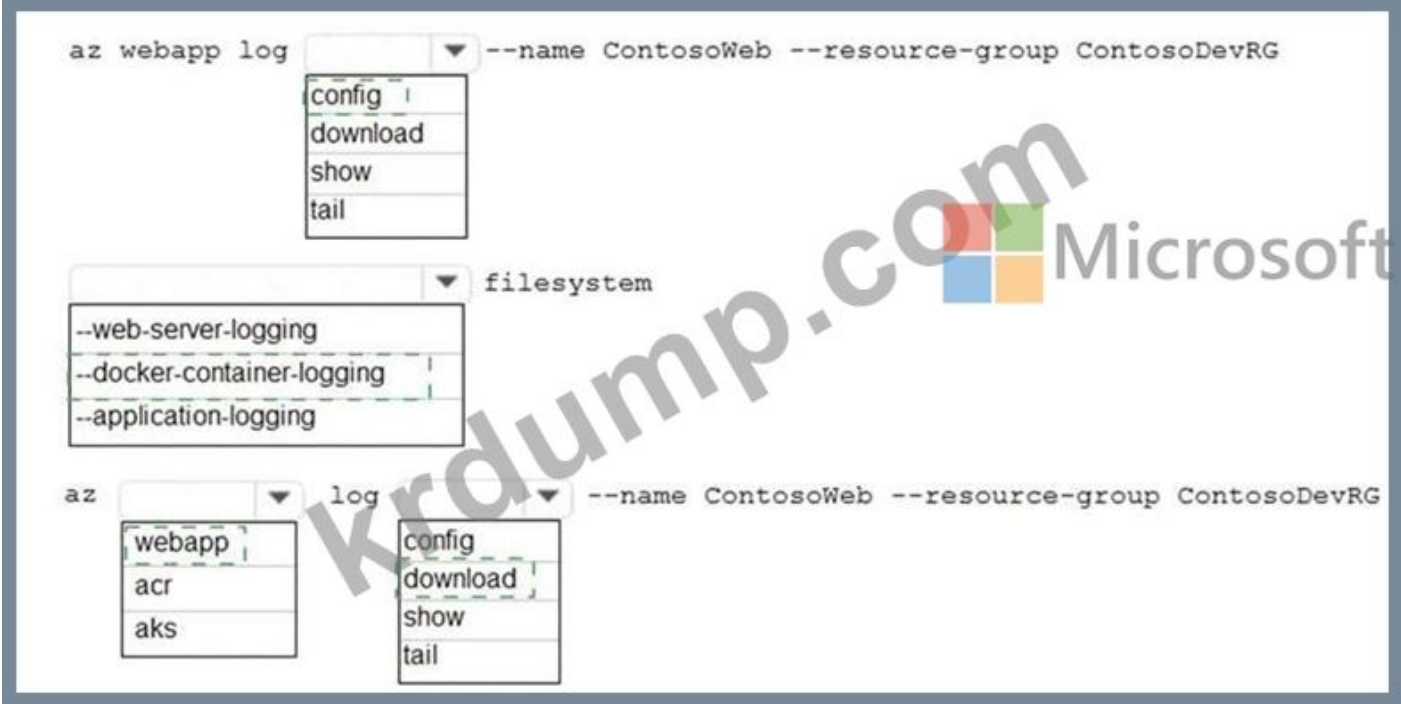 az webapp log --name ContosoWeb --resource-group ContosoDevRG
config
download
show
tail
Microsoft
filesystem
--web-server-logging
--docker-container-logging
--application-logging
krdump.com
az log --name ContosoWeb --resource-group ContosoDevRG
webapp
acr
aks
config
download
show
tail